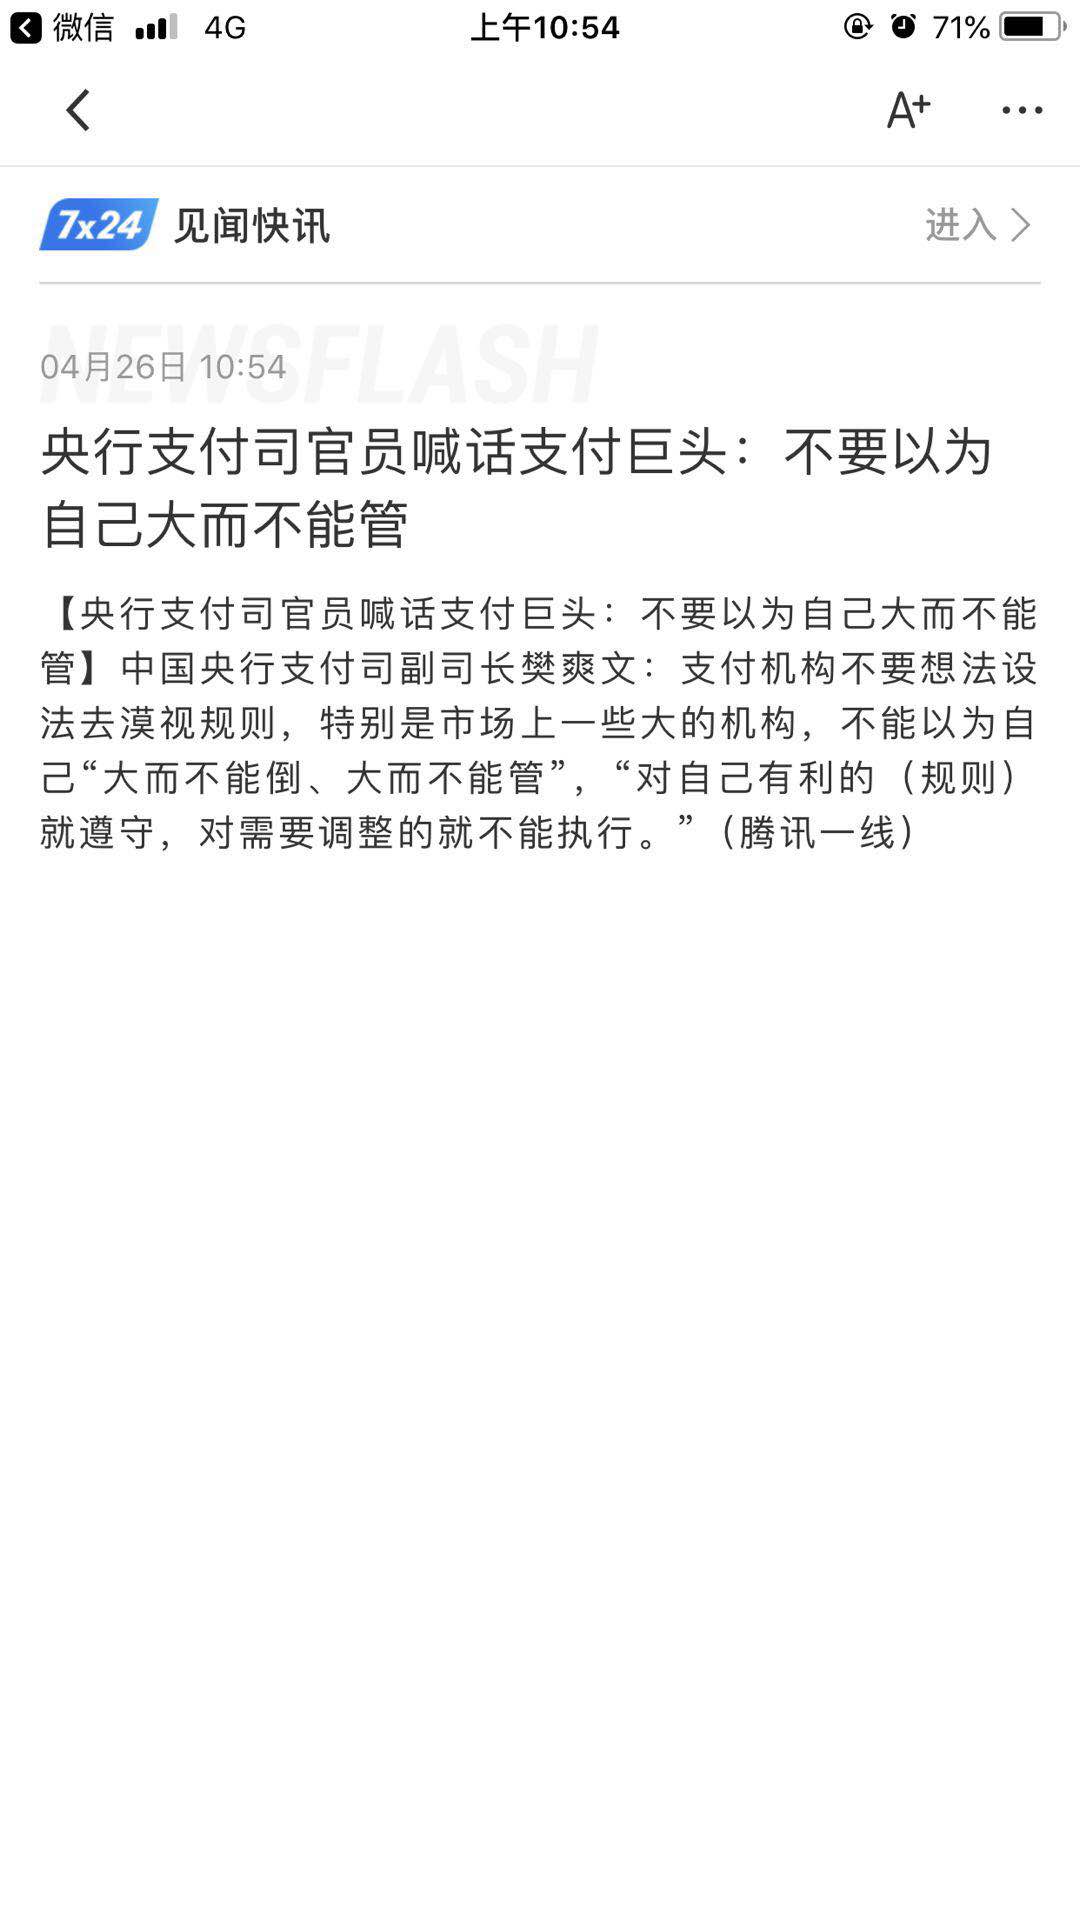 微信 4G 上午10:54 71%
A+ ...
7x24 见闻快讯 进入
NEWSFLASH
04月26日 10:54
央行支付司官员喊话支付巨头：不要以为
自己大而不能管
【央行支付司官员喊话支付巨头：不要以为自己大而不能
管】中国央行支付司副司长樊爽文：支付机构不要想法设
法去漠视规则，特别是市场上一些大的机构，不能以为自
己“大而不能倒、大而不能管”，“对自己有利的（规则）
就遵守，对需要调整的就不能执行。”（腾讯一线）